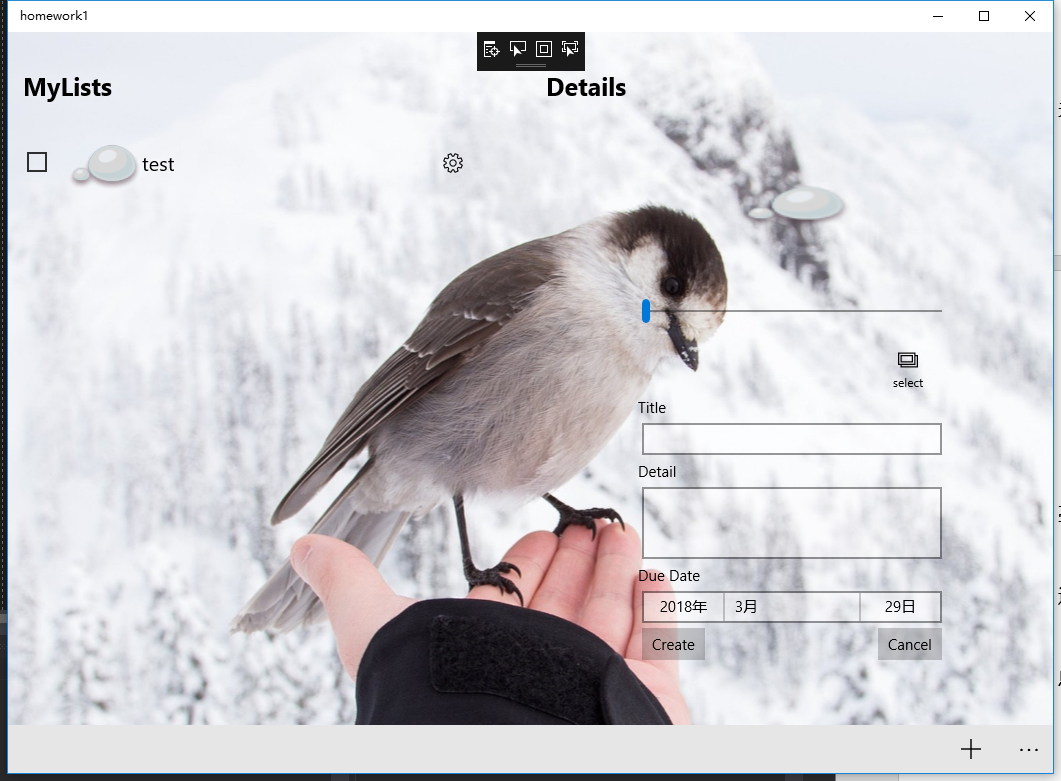 homework1
MyLists
Details
test
select
Title
Detail
Due Date
2018年 3月 29日
Create Cancel